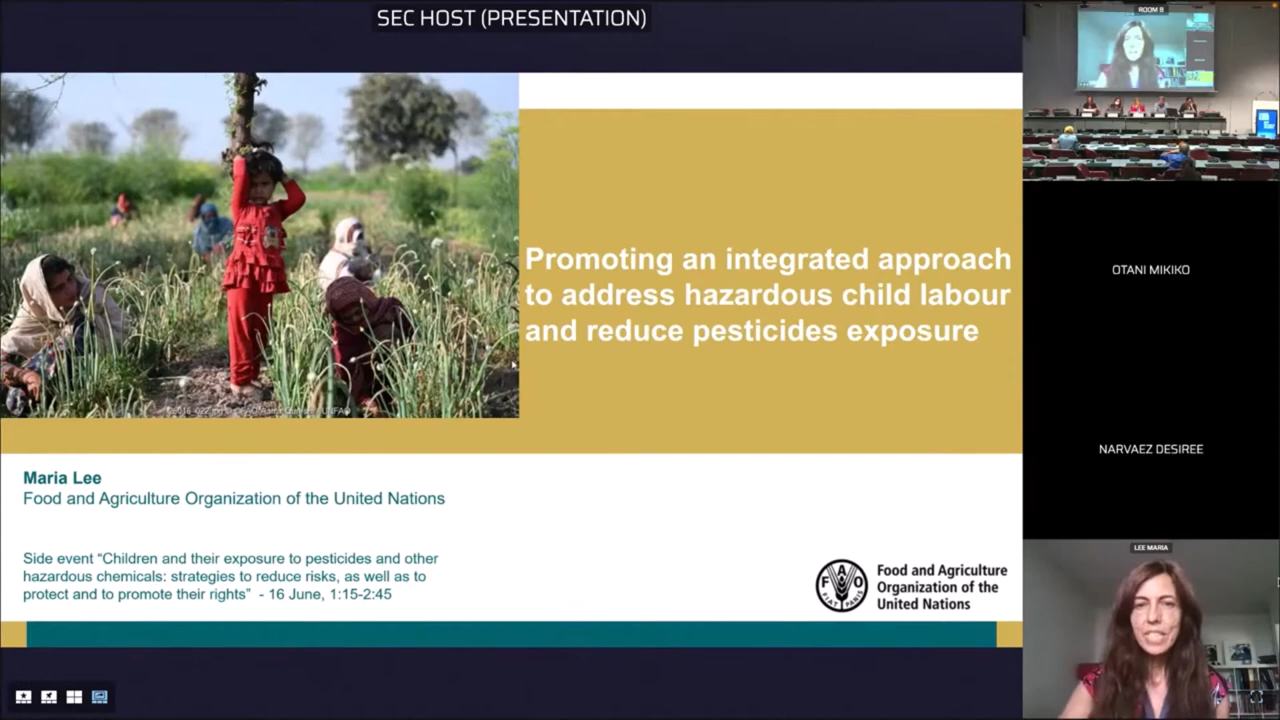 SEC HOST (PRESENTATION)
ROOM B
Promoting an integrated approach
to address hazardous child labour
and reduce pesticides exposure
OTANI MIKIKO
NARVAEZ DESIREE
Maria Lee
Food and Agriculture Organization of the United Nations
Side event “Children and their exposure to pesticides and other
hazardous chemicals: strategies to reduce risks, as well as to
protect and to promote their rights” - 16 June, 1:15-2:45
FAO
FIAT PANIS
Food and Agriculture
Organization of the
United Nations
LEE MARIA